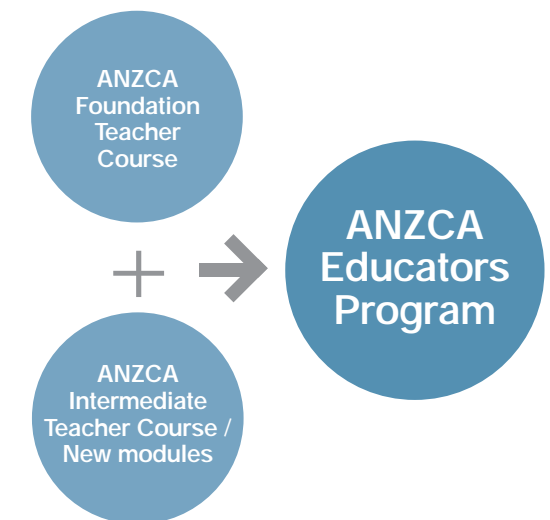 ANZCA
Foundation
Teacher
Course
+
ANZCA
Intermediate
Teacher Course /
New modules
ANZCA
Educators
Program